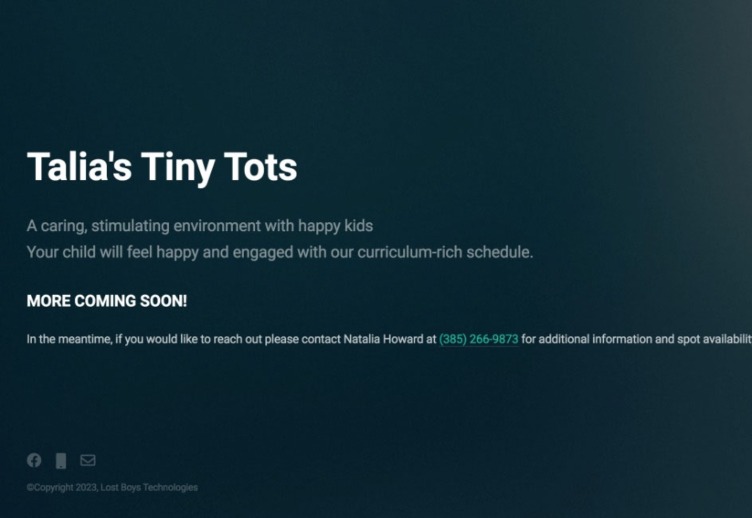 Talia's Tiny Tots
A caring, stimulating environment with happy kids
Your child will feel happy and engaged with our curriculum-rich schedule.
MORE COMING SOON!
In the meantime, if you would like to reach out please contact Natalia Howard at (385) 266-9873 for additional information and spot availabilit
©Copyright 2023, Lost Boys Technologies